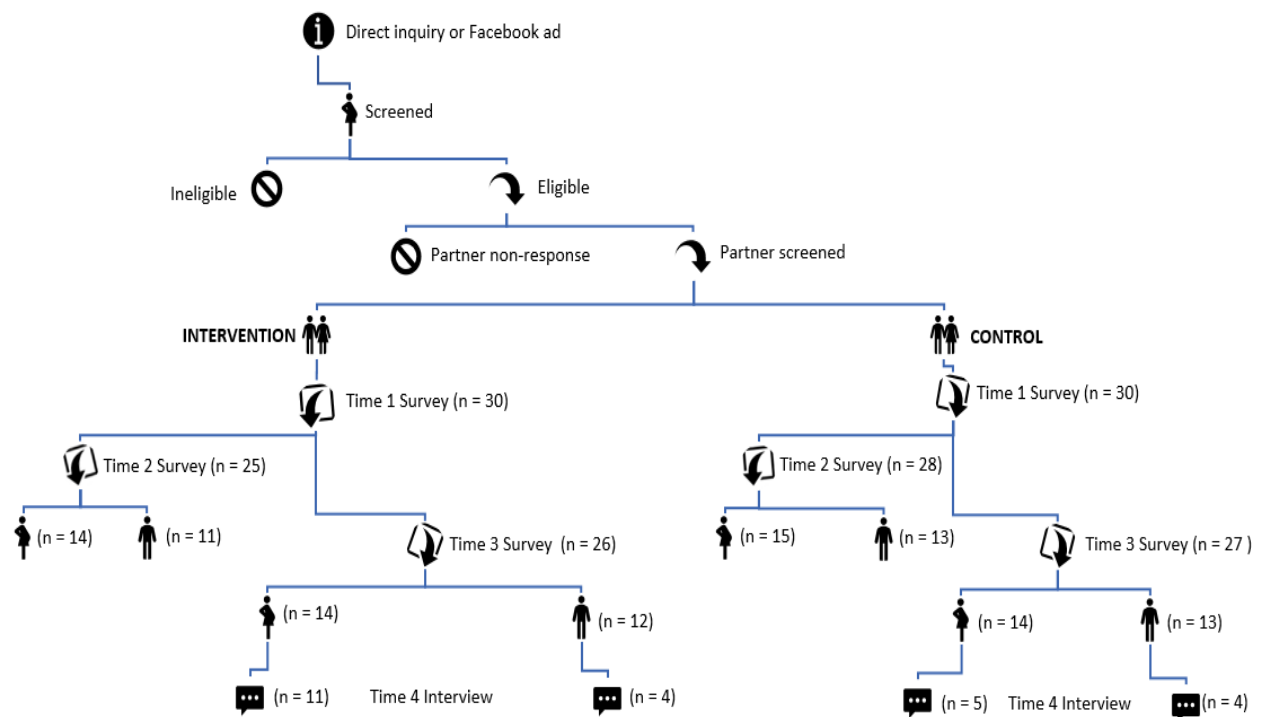 Direct inquiry or Facebook ad
Screened
Ineligible
Eligible
Partner non-response
Partner screened
INTERVENTION
CONTROL
Time 1 Survey (n = 30)
Time 1 Survey (n = 30)
Time 2 Survey (n = 25)
Time 2 Survey (n = 28)
(n = 14)
(n = 11)
Time 3 Survey (n = 26)
(n = 15)
(n = 13)
Time 3 Survey (n = 27 )
(n = 14)
(n = 12)
(n = 14)
(n = 13)
(n = 11)
Time 4 Interview
(n = 4)
(n = 5)
Time 4 Interview
(n = 4)